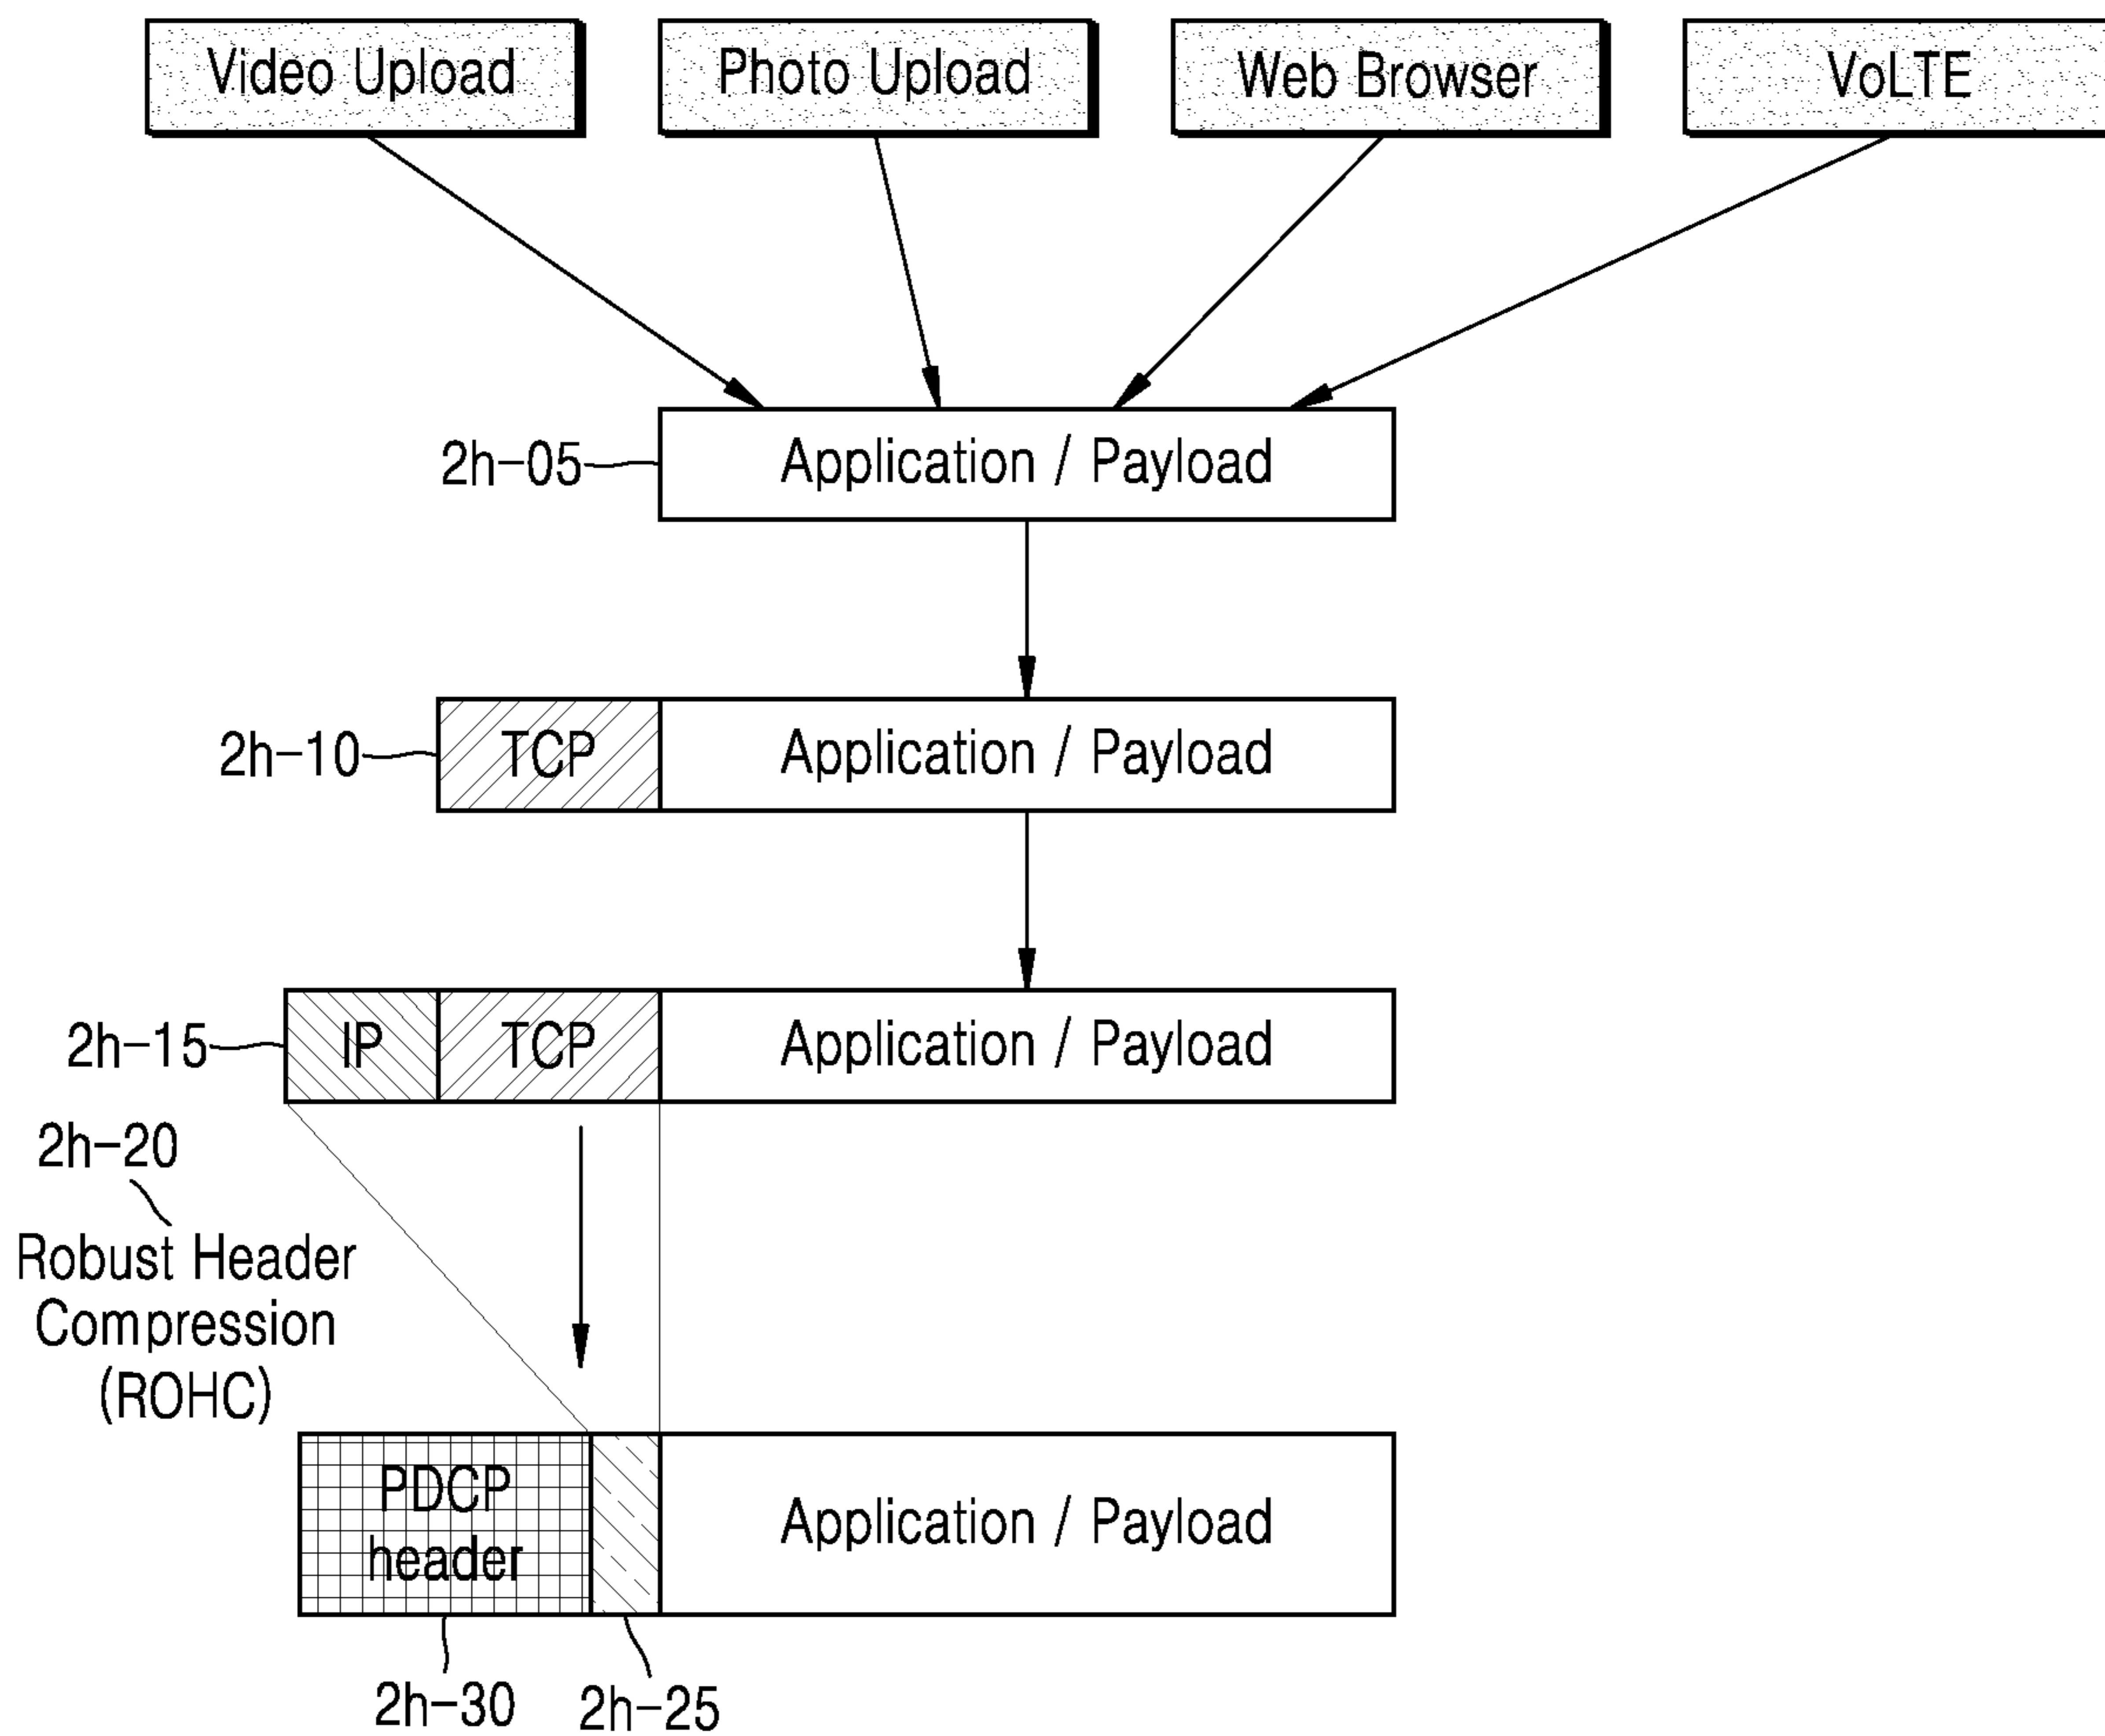 Video Upload
Photo Upload
Web Browser
VoLTE
2h-05
Application / Payload
2h-10
TCP
Application / Payload
2h-15
IP
TCP
Application / Payload
2h-20
Robust Header
Compression
(ROHC)
PDCP
header
Application / Payload
2h-30
2h-25